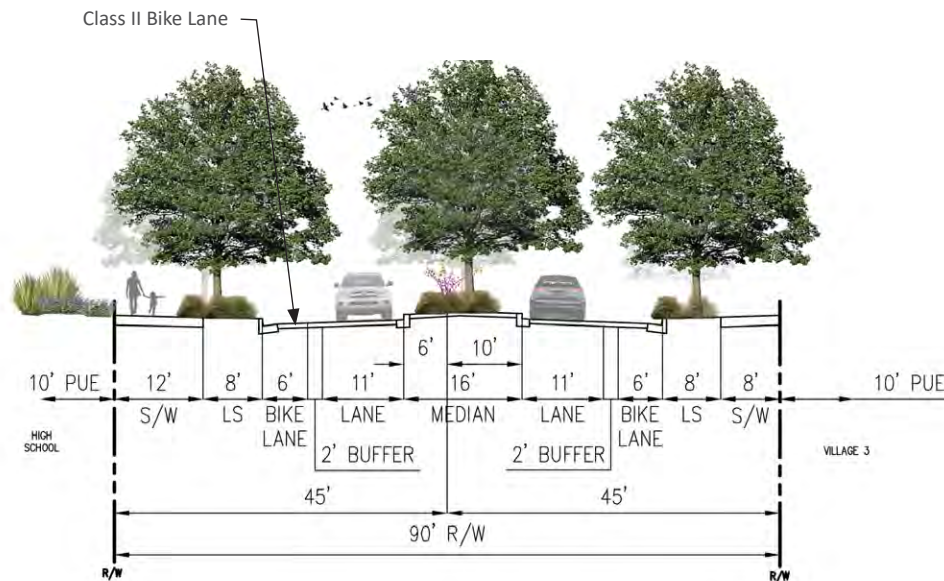 Class II Bike Lane
6' 10'
10' PUE 12' 8' 6' 11' 16' 11' 6' 8' 8' 10' PUE
S/W LS BIKE LANE MEDIAN LANE BIKE LS S/W
LANE LANE
HIGH
SCHOOL
VILLAGE 3
2' BUFFER 2' BUFFER
45' 45'
90' R/W
R/W R/W